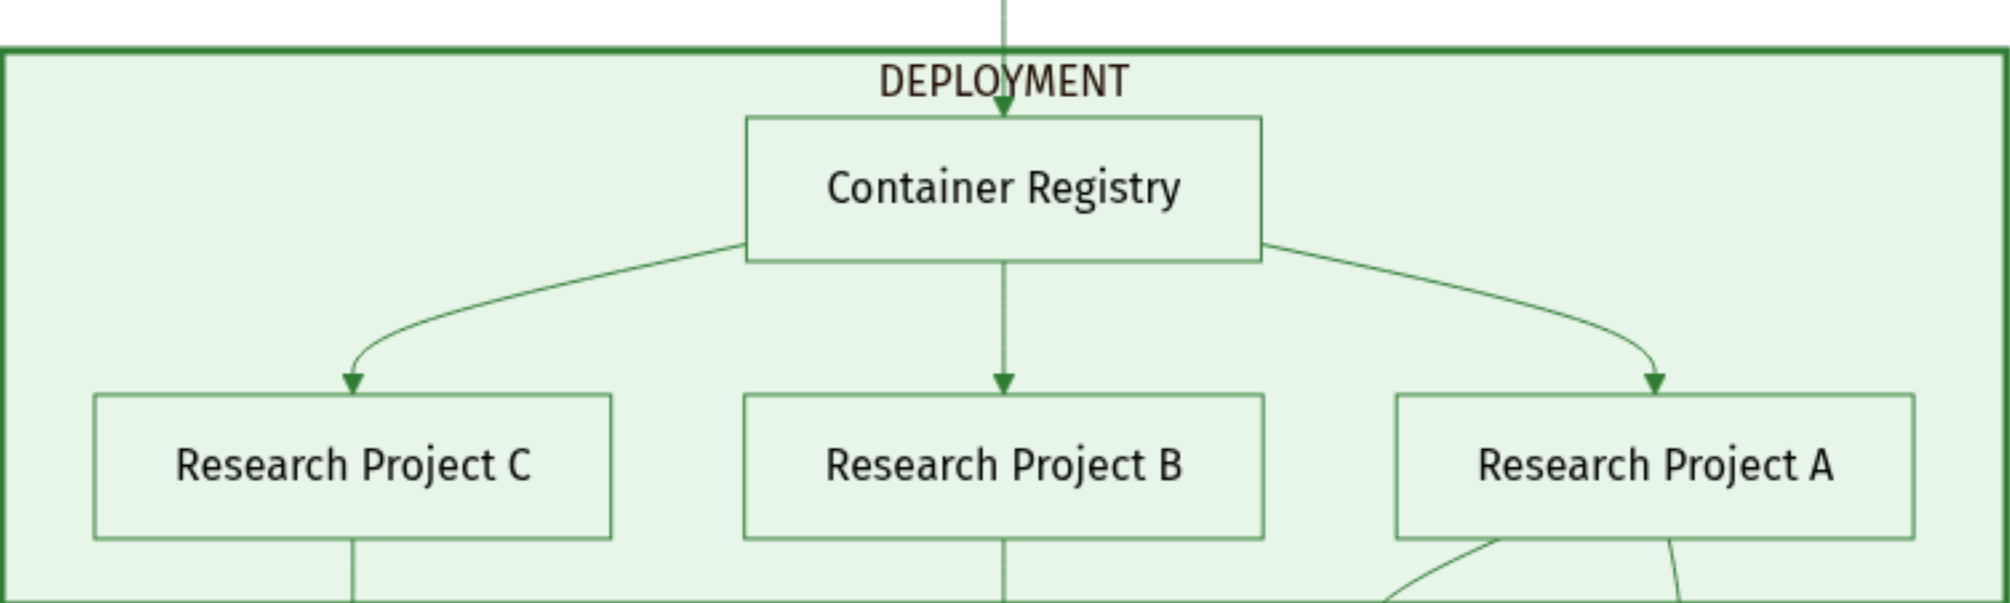 DEPLOYMENT
Container Registry
Research Project C
Research Project B
Research Project A